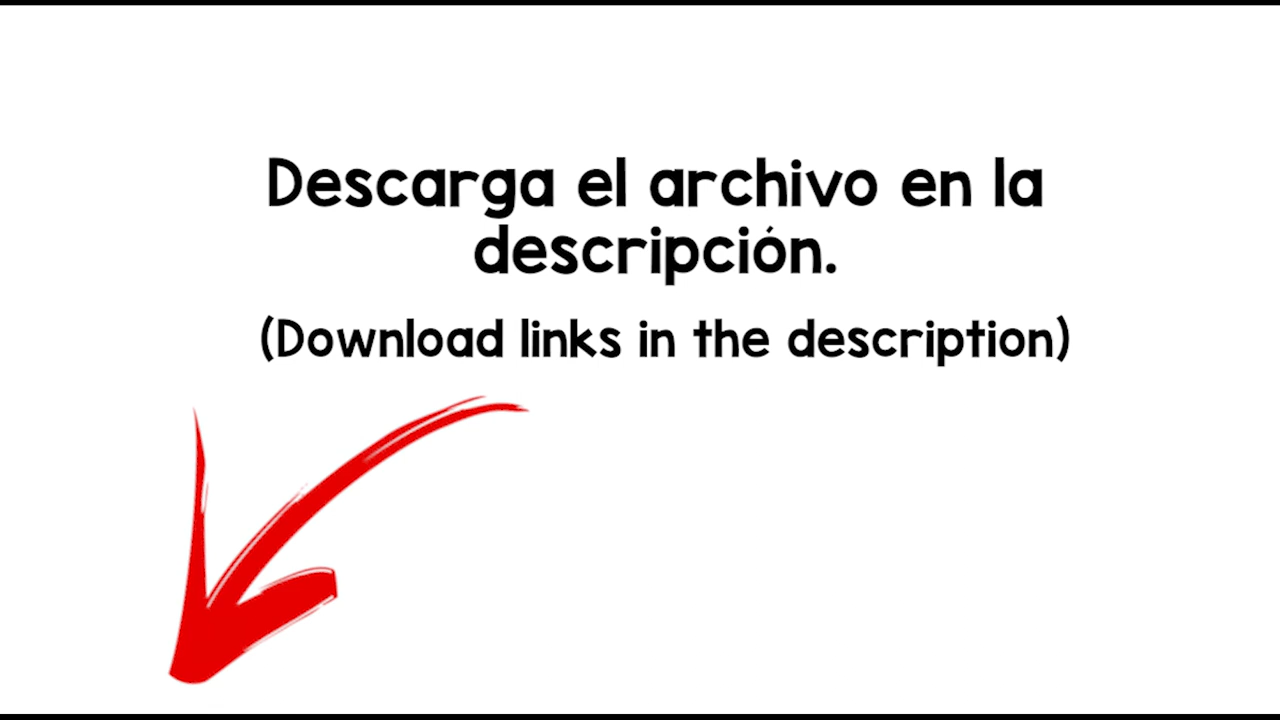 Descarga el archivo en la
descripción.
(Download links in the description)